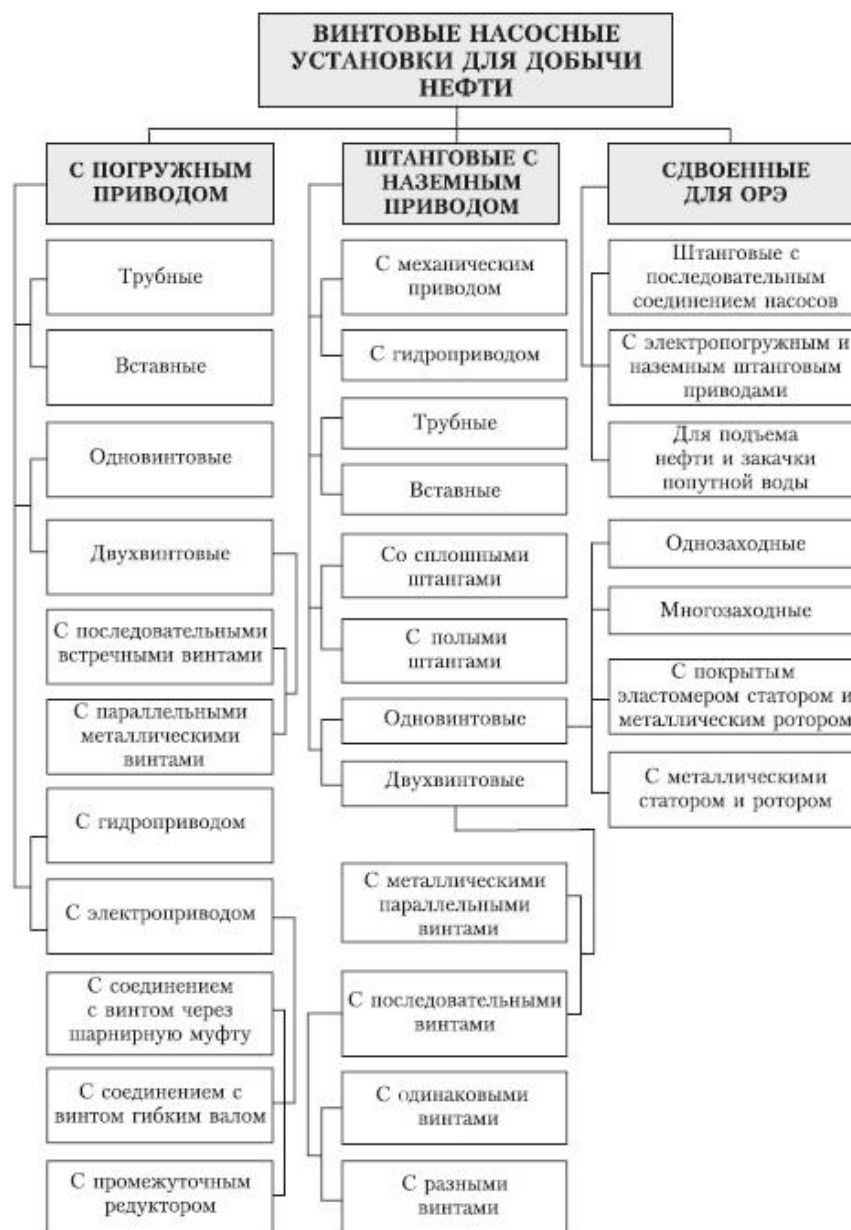 ВИНТОВЫЕ НАСОСНЫЕ
УСТАНОВКИ ДЛЯ ДОБЫЧИ
НЕФТИ
С ПОГРУЖНЫМ
ПРИВОДОМ
Трубные
Вставные
Одновинтовые
Двухвинтовые
С последовательными
встречными винтами
С параллельными
металлическими
винтами
С гидроприводом
С электроприводом
С соединением
с винтом через
шарнирную муфту
С соединением с
винтом гибким валом
С промежуточным
редуктором
ШТАНГОВЫЕ С
НАЗЕМНЫМ
ПРИВОДОМ
С механическим
приводом
С гидроприводом
Трубные
Вставные
Со сплошными
штангами
С полыми
штангами
Одновинтовые
Двухвинтовые
С металлическими
параллельными
винтами
С последовательными
винтами
С одинаковыми
винтами
С разными
винтами
СДВОЕННЫЕ
ДЛЯ ОРЭ
Штанговые с
последовательным
соединением насосов
С электропогружным и
наземным штанговым
приводами
Для подъема
нефти и закачки
попутной воды
Однозаходные
Многозаходные
С покрытым
эластомером статором и
металлическим ротором
С металлическими
статором и ротором